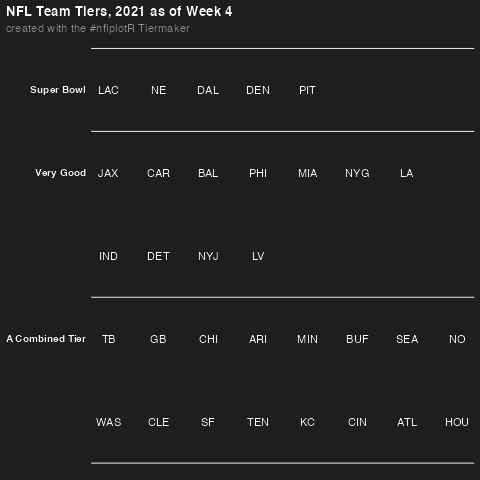 NFL Team Tiers, 2021 as of Week 4
created with the #nflplotR Tiermaker
Super Bowl LAC NE DAL DEN PIT
Very Good JAX CAR BAL PHI MIA NYG LA
IND DET NYJ LV
A Combined Tier TB GB CHI ARI MIN BUF SEA NO
WAS CLE SF TEN KC CIN ATL HOU